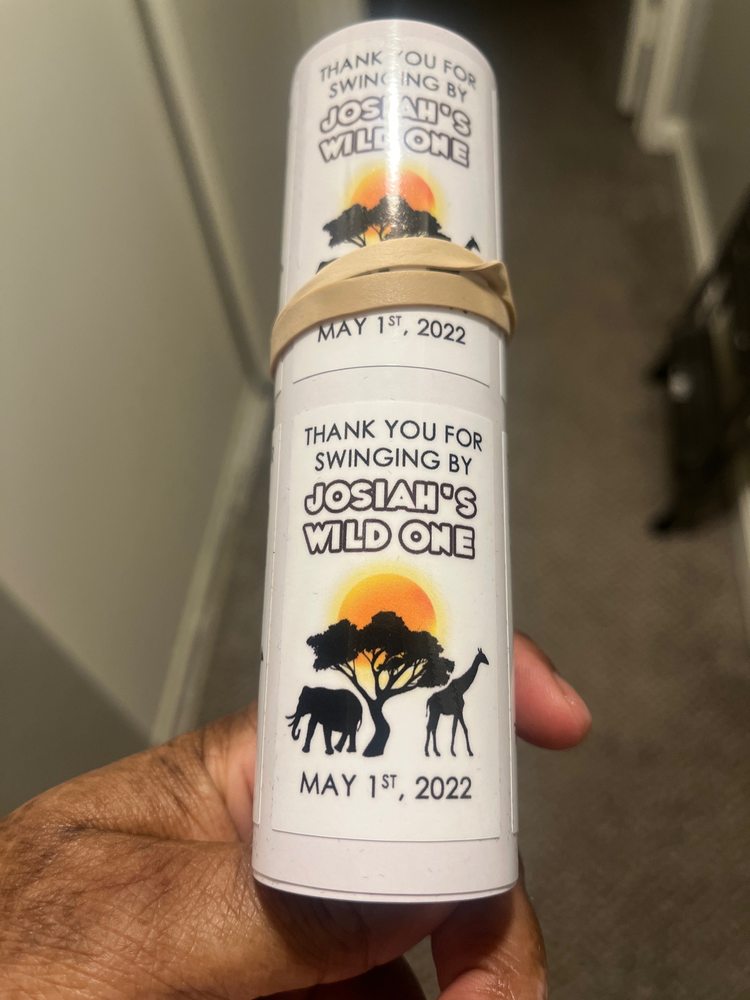 THANK YOU FOR
SWINGING BY
JOSIAH'S
WILD ONE
MAY 1ST, 2022
THANK YOU FOR
SWINGING BY
JOSIAH'S
WILD ONE
MAY 1ST, 2022